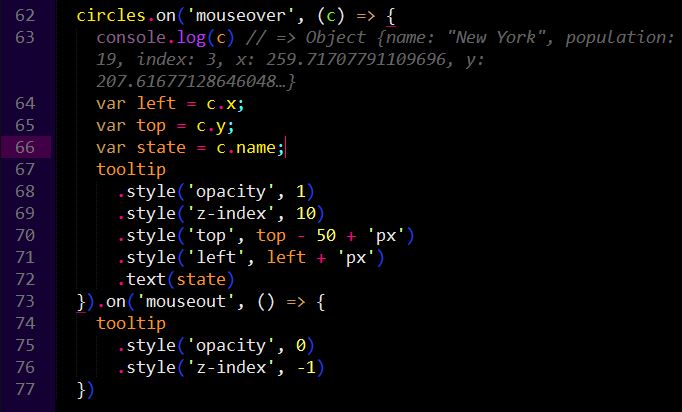 62 circles.on('mouseover', (c) => {
63 console.log(c) // => Object {name: "New York", population:
19, index: 3, x: 259.71707791109696, y:
207.61677128646048…}
64 var left = c.x;
65 var top = c.y;
66 var state = c.name;
67 tooltip
68 .style('opacity', 1)
69 .style('z-index', 10)
70 .style('top', top - 50 + 'px')
71 .style('left', left + 'px')
72 .text(state)
73 }).on('mouseout', () => {
74 tooltip
75 .style('opacity', 0)
76 .style('z-index', -1)
77 })